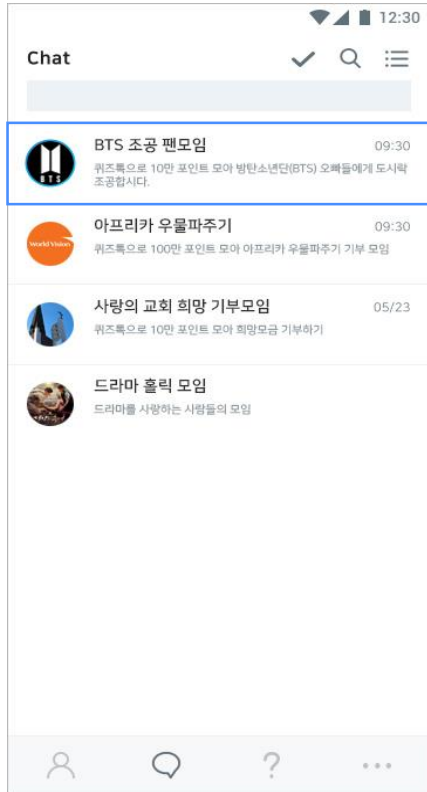 12:30
Chat
BTS 조공 팬모임 09:30
퀴즈톡으로 10만 포인트 모아 방탄소년단(BTS) 오빠들에게 도시락
조공합시다.
BTS
아프리카 우물파주기 09:30
World Vision
퀴즈톡으로 100만 포인트 모아 아프리카 우물파주기 기부 모임
사랑의 교회 희망 기부모임 05/23
퀴즈톡으로 10만 포인트 모아 희망모금 기부하기
드라마 홀릭 모임
드라마를 사랑하는 사람들의 모임